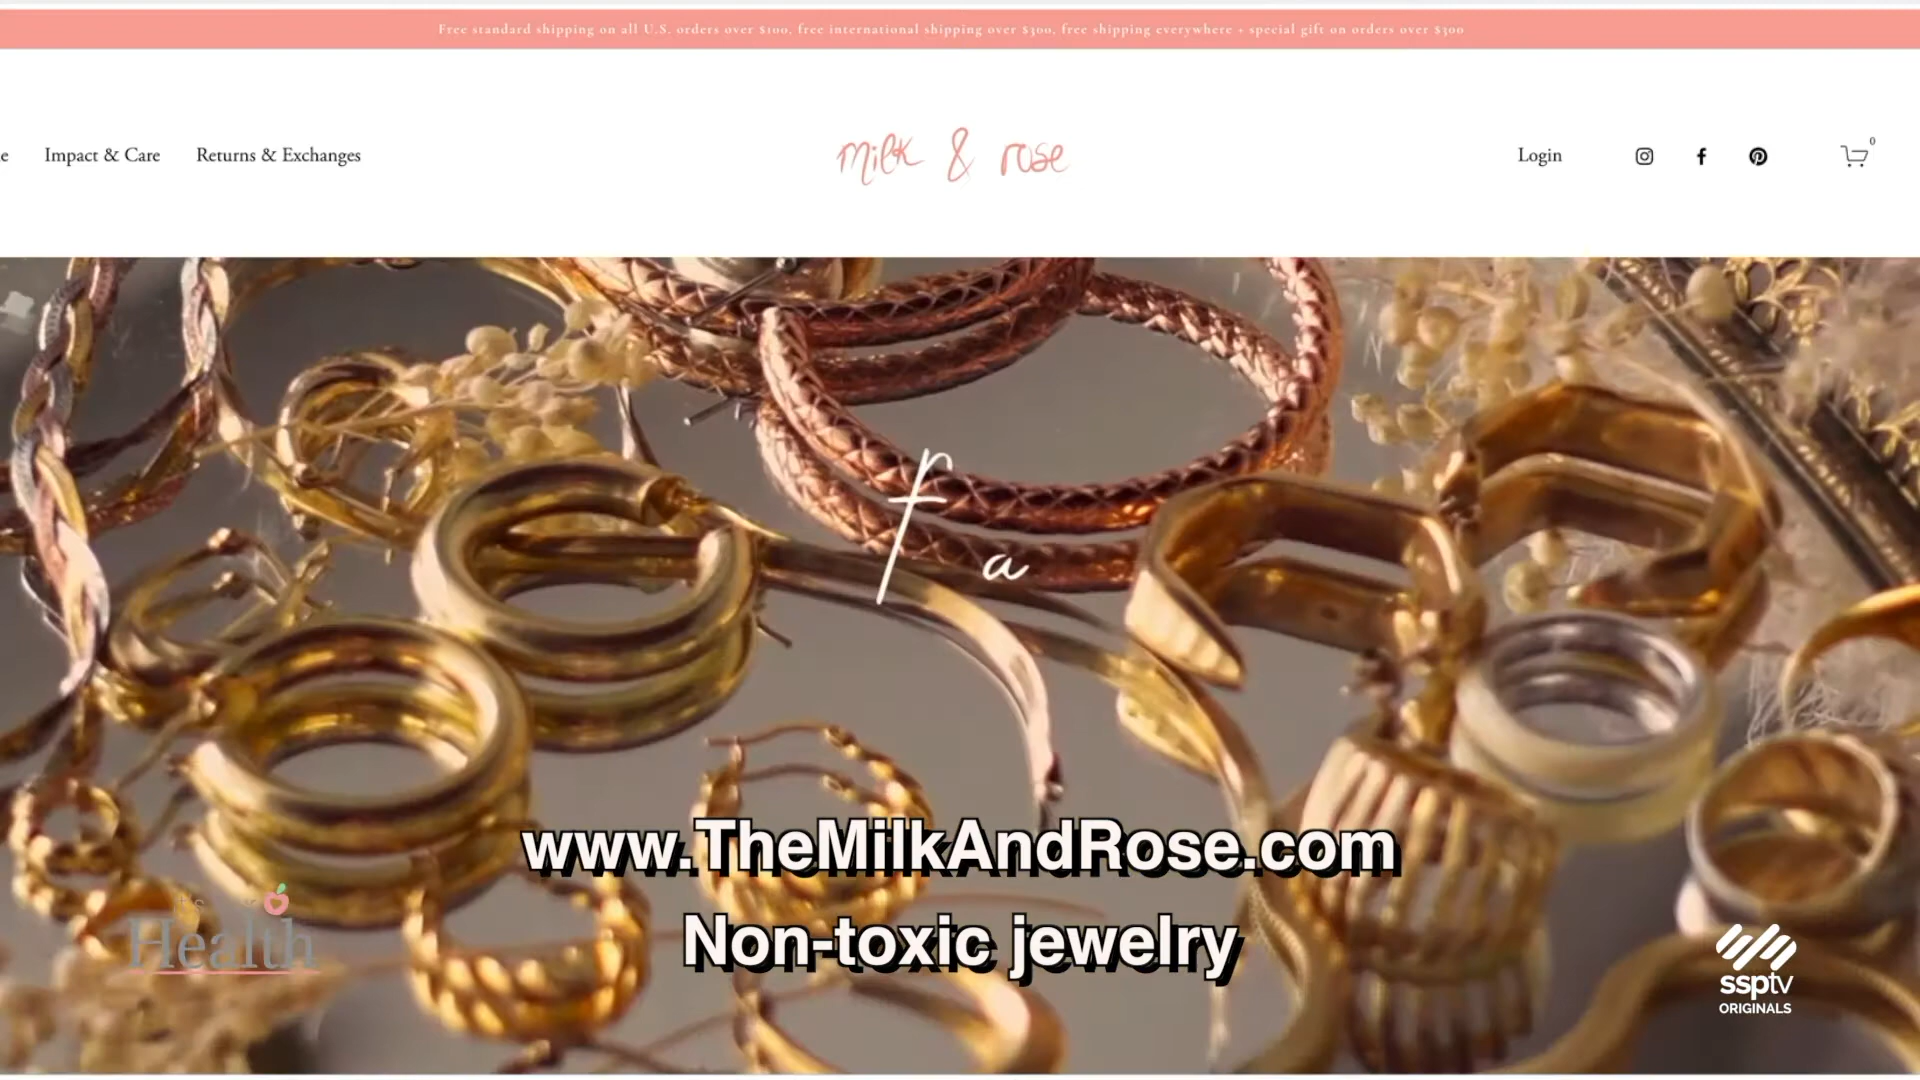 Free standard shipping on all U.S. orders over $100, free international shipping over $300, free shipping everywhere + special gift on orders over $300
e Impact & Care Returns & Exchanges
milk & rose
Login
0
f a
www.TheMilkAndRose.com
Non-toxic jewelry
Health
ssptv
ORIGINALS